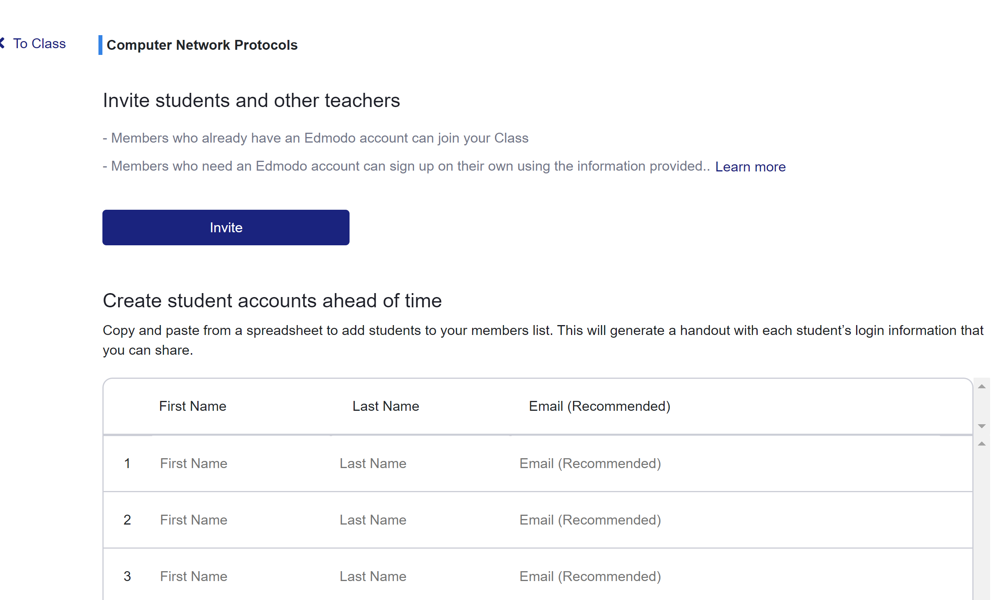 To Class
Computer Network Protocols
Invite students and other teachers
- Members who already have an Edmodo account can join your Class
- Members who need an Edmodo account can sign up on their own using the information provided.. Learn more
Invite
Create student accounts ahead of time
Copy and paste from a spreadsheet to add students to your members list. This will generate a handout with each student’s login information that
you can share.
First Name Last Name Email (Recommended)
1 First Name Last Name Email (Recommended)
2 First Name Last Name Email (Recommended)
3 First Name Last Name Email (Recommended)